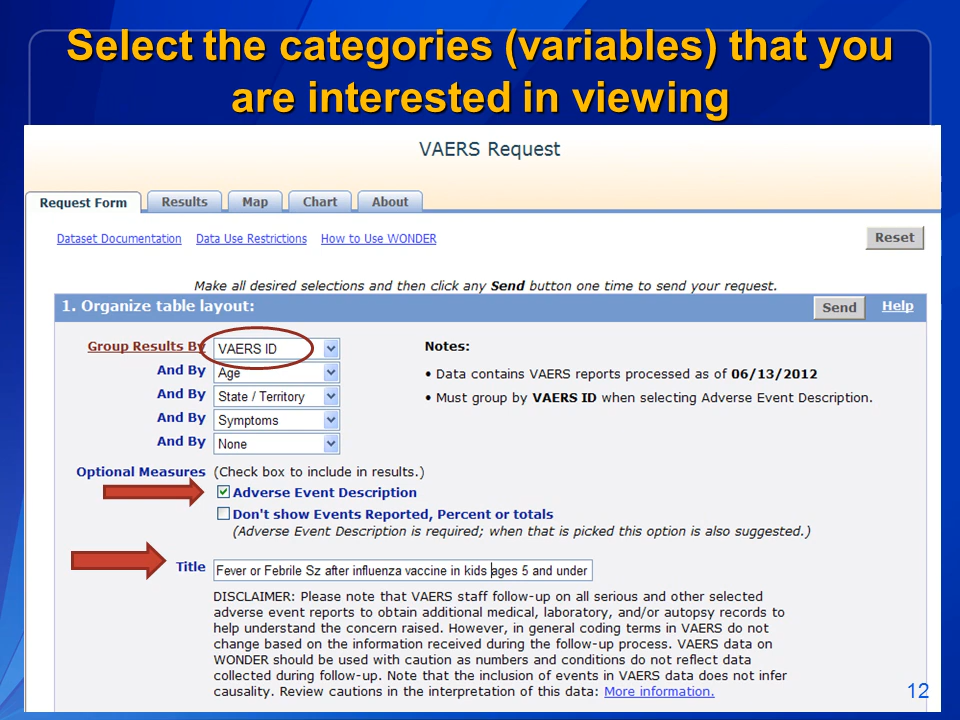 Select the categories (variables) that you
are interested in viewing
VAERS Request
Request Form Results Map Chart About
Dataset Documentation Data Use Restrictions How to Use WONDER Reset
Make all desired selections and then click any Send button one time to send your request.
1. Organize table layout: Send Help
Group Results By VAERS ID
And By Age
And By State / Territory
And By Symptoms
And By None
Notes:
• Data contains VAERS reports processed as of 06/13/2012
• Must group by VAERS ID when selecting Adverse Event Description.
Optional Measures (Check box to include in results.)
Adverse Event Description
Don't show Events Reported, Percent or totals
(Adverse Event Description is required; when that is picked this option is also suggested.)
Title Fever or Febrile Sz after influenza vaccine in kids ages 5 and under
DISCLAIMER: Please note that VAERS staff follow-up on all serious and other selected
adverse event reports to obtain additional medical, laboratory, and/or autopsy records to
help understand the concern raised. However, in general coding terms in VAERS do not
change based on the information received during the follow-up process. VAERS data on
WONDER should be used with caution as numbers and conditions do not reflect data
collected during follow-up. Note that the inclusion of events in VAERS data does not infer
causality. Review cautions in the interpretation of this data: More information.
12